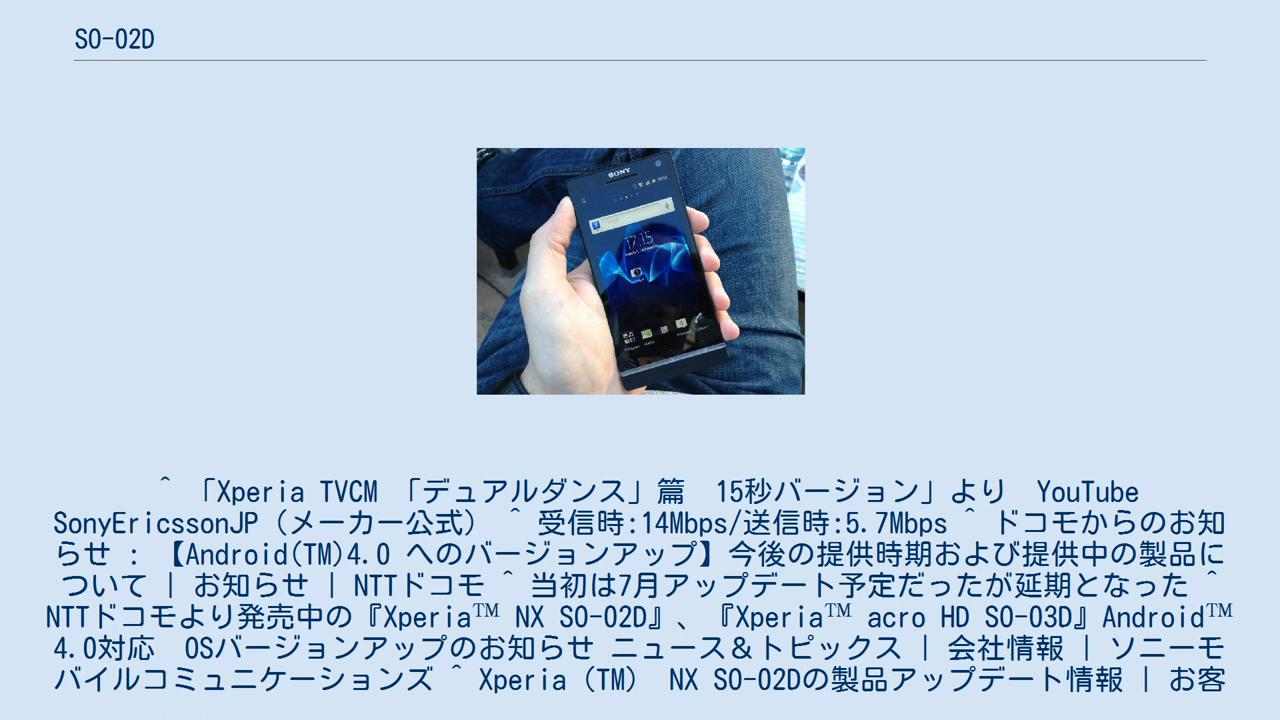 SO-02D
SONY
17:15
^ 「Xperia TVCM 「デュアルダンス」篇　15秒バージョン」より　YouTube
SonyEricssonJP（メーカー公式） ^ 受信時:14Mbps/送信時:5.7Mbps ^ ドコモからのお知
らせ : 【Android(TM)4.0 へのバージョンアップ】今後の提供時期および提供中の製品に
ついて | お知らせ | NTTドコモ ^ 当初は7月アップデート予定だったが延期となった ^
NTTドコモより発売中の『Xperia™ NX SO-02D』、『Xperia™ acro HD SO-03D』Android™
4.0対応　OSバージョンアップのお知らせ ニュース＆トピックス | 会社情報 | ソニーモ
バイルコミュニケーションズ ^ Xperia（TM）　NX SO-02Dの製品アップデート情報 | お客